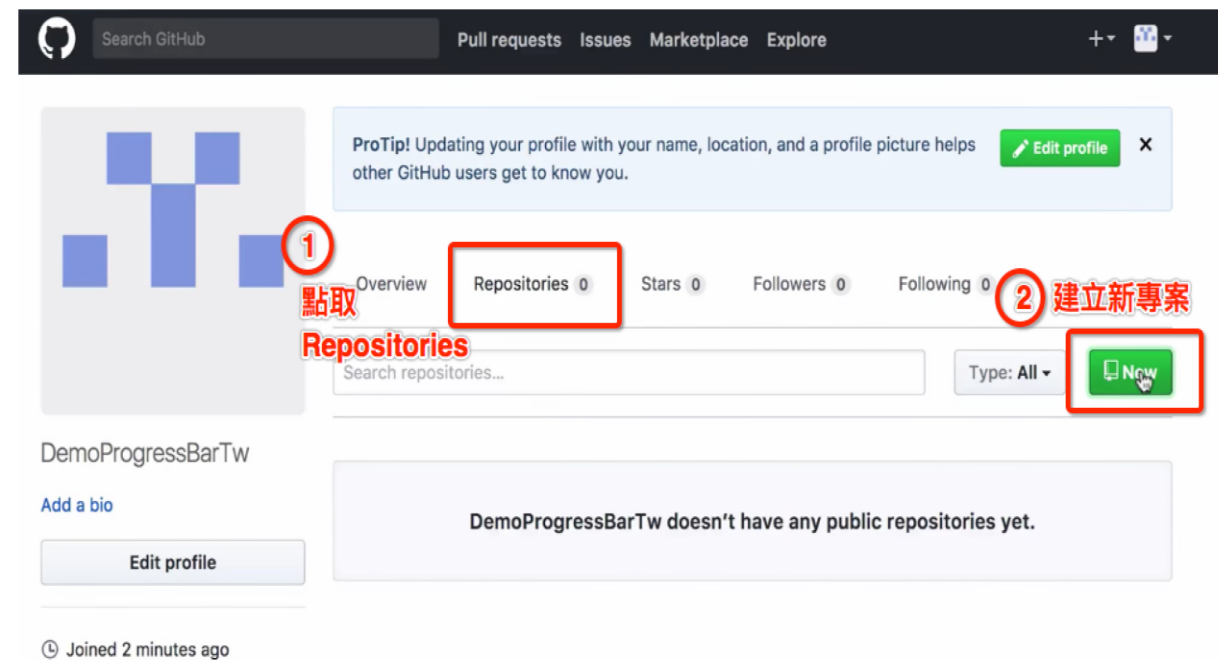 Search GitHub
Pull requests Issues Marketplace Explore
ProTip! Updating your profile with your name, location, and a profile picture helps
other GitHub users get to know you.
Edit profile
1
點取
Repositories
Overview Repositories 0 Stars 0 Followers 0 Following 0
2 建立新專案
Search repositories...
Type: All
New
DemoProgressBarTw
Add a bio
Edit profile
Joined 2 minutes ago
DemoProgressBarTw doesn’t have any public repositories yet.